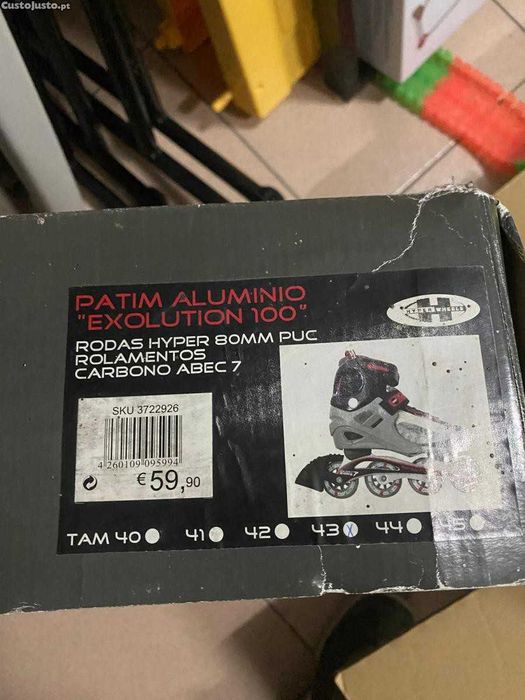 CustoJusto.pt
PATIM ALUMINIO
"EXOLUTION 100"
RODAS HYPER 80MM PUC
ROLAMENTOS
CARBONO ABEC 7
SKU 3722926
4 260109 095994
€59,90
TAM 40 41 42 43 X 44 45